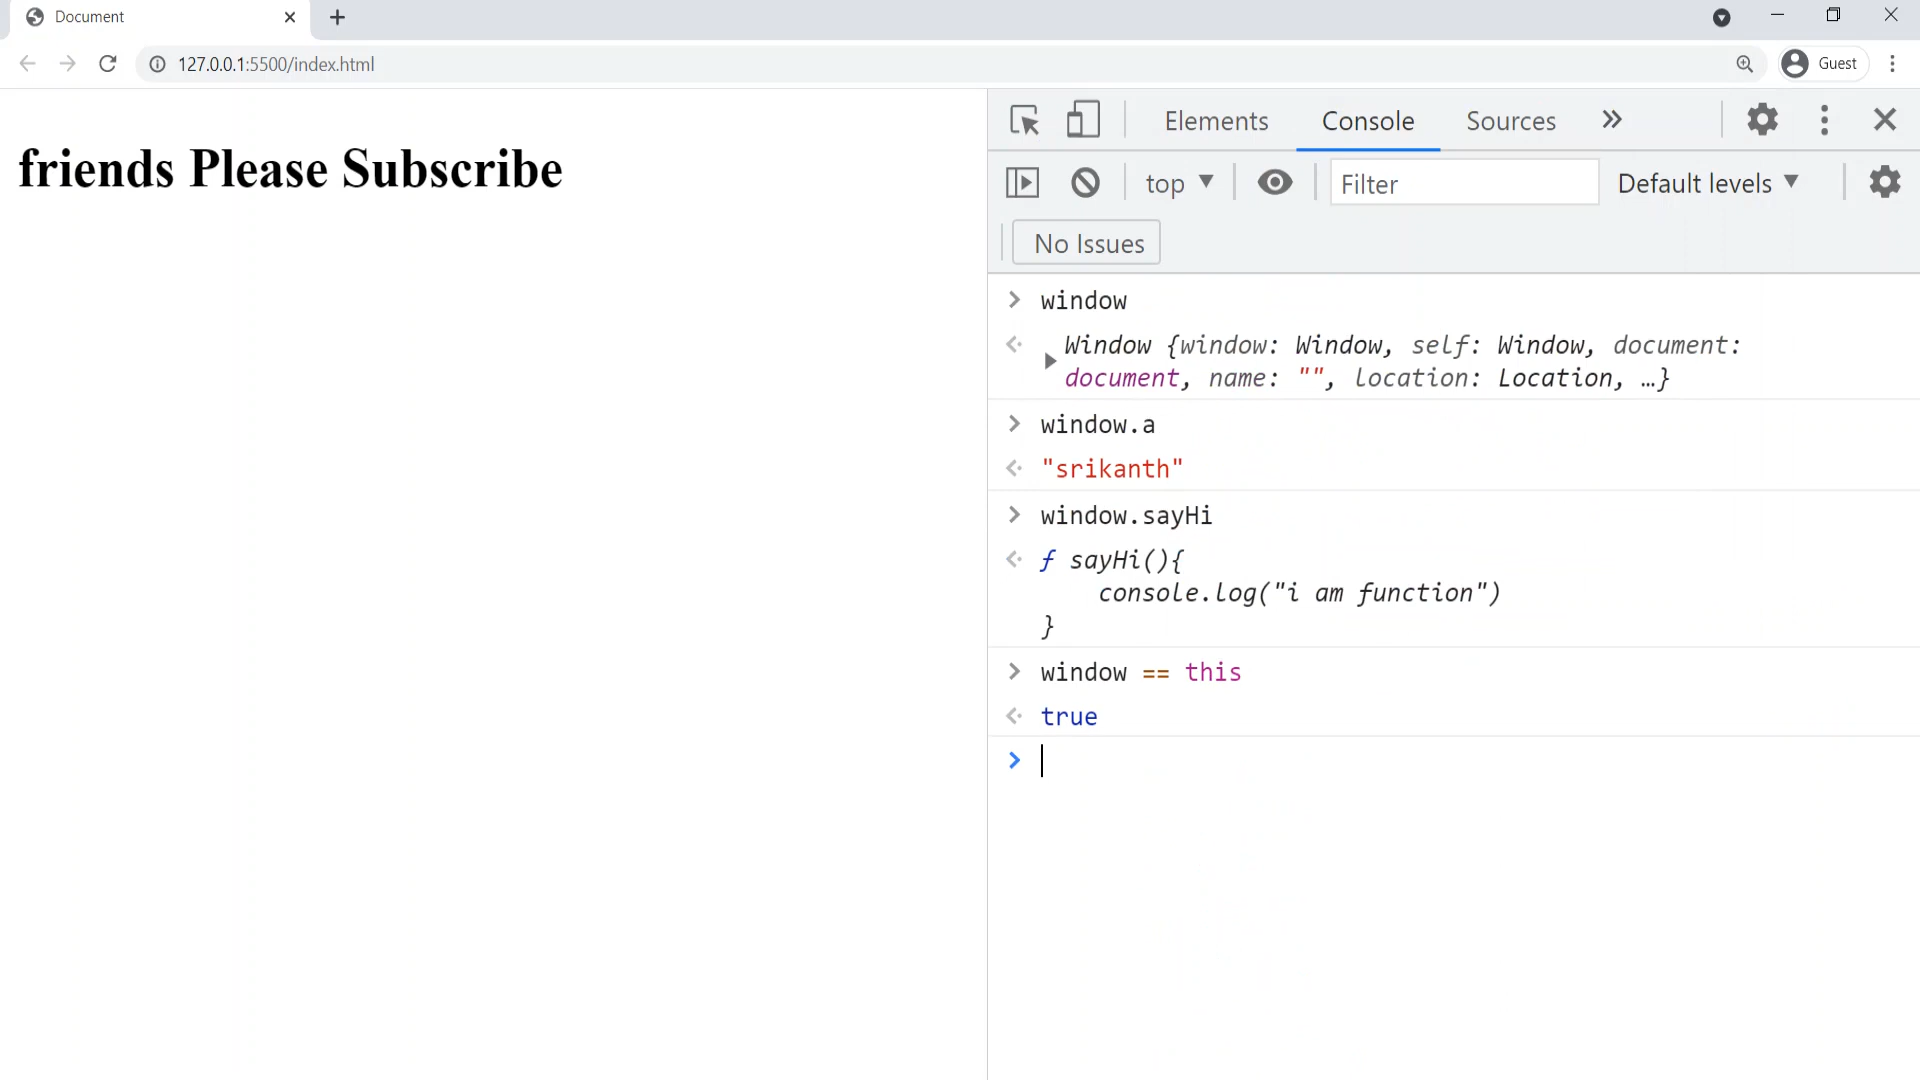 Document
127.0.0.1:5500/index.html
Guest
friends Please Subscribe
Elements Console Sources
top Filter Default levels
No Issues
window
Window {window: Window, self: Window, document:
document, name: "", location: Location, …}
window.a
"srikanth"
window.sayHi
ƒ sayHi(){
console.log("i am function")
}
window == this
true